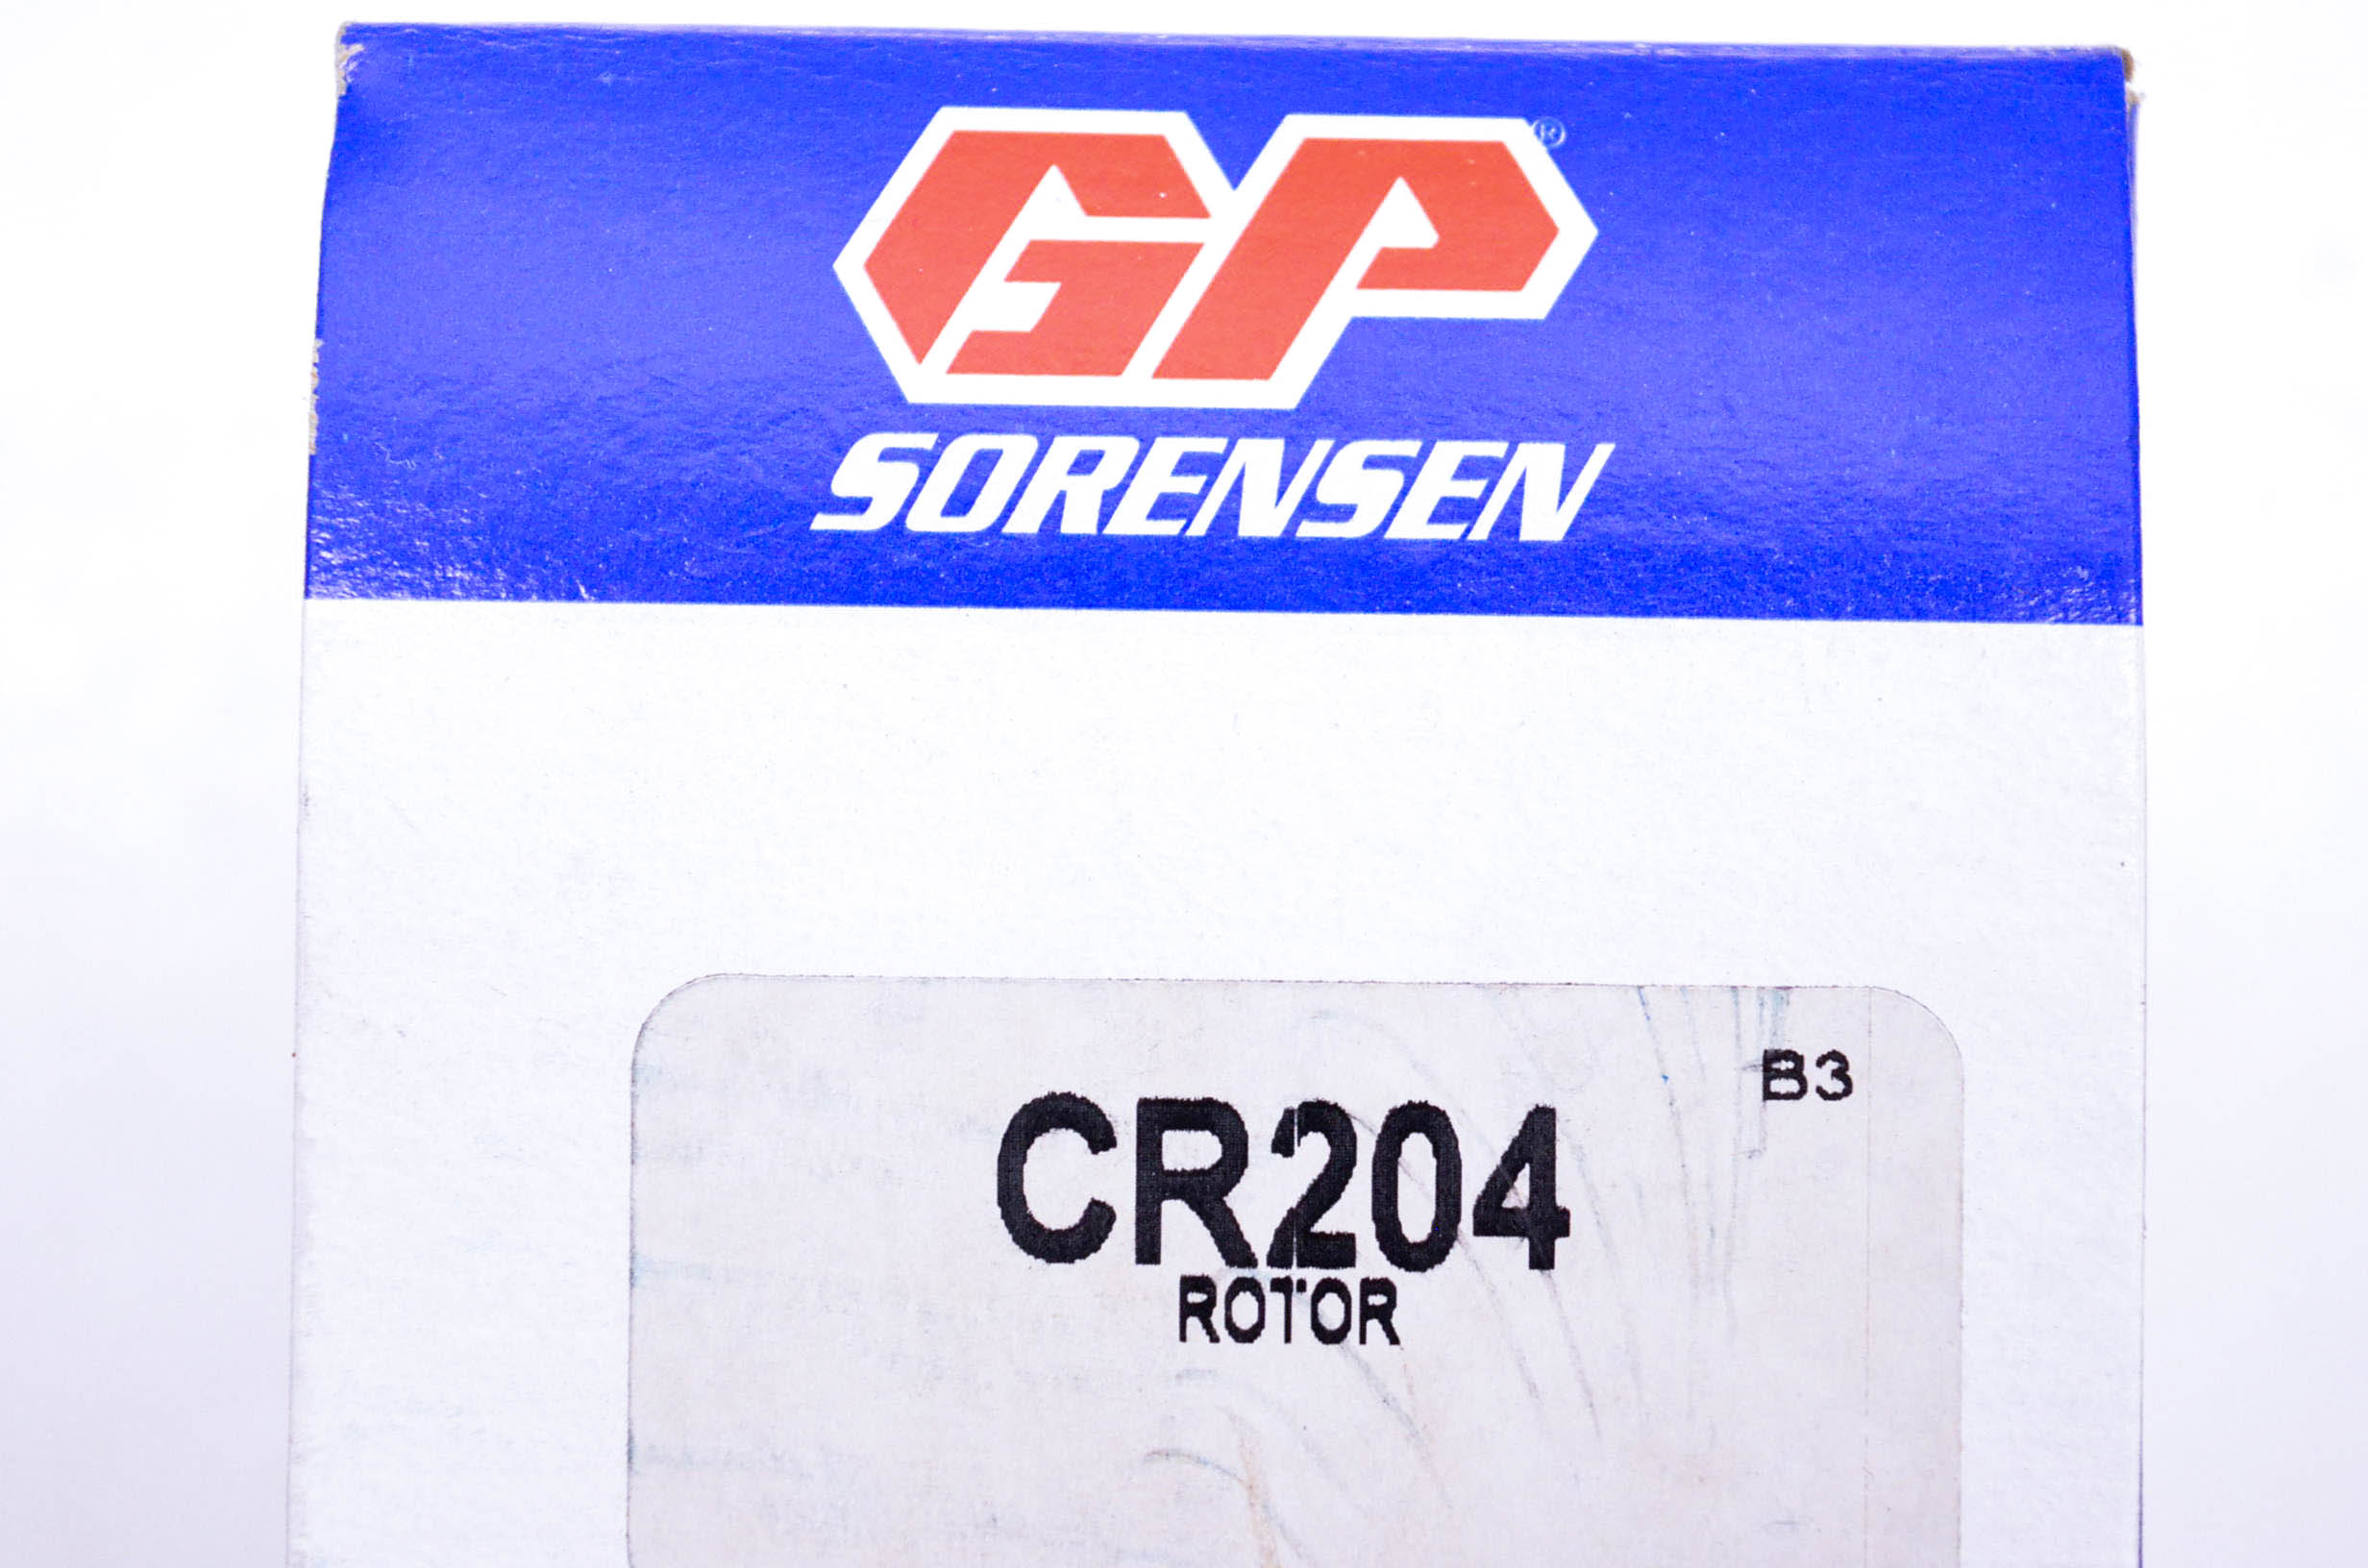 GP®
SORENSEN
B3
CR204
ROTOR